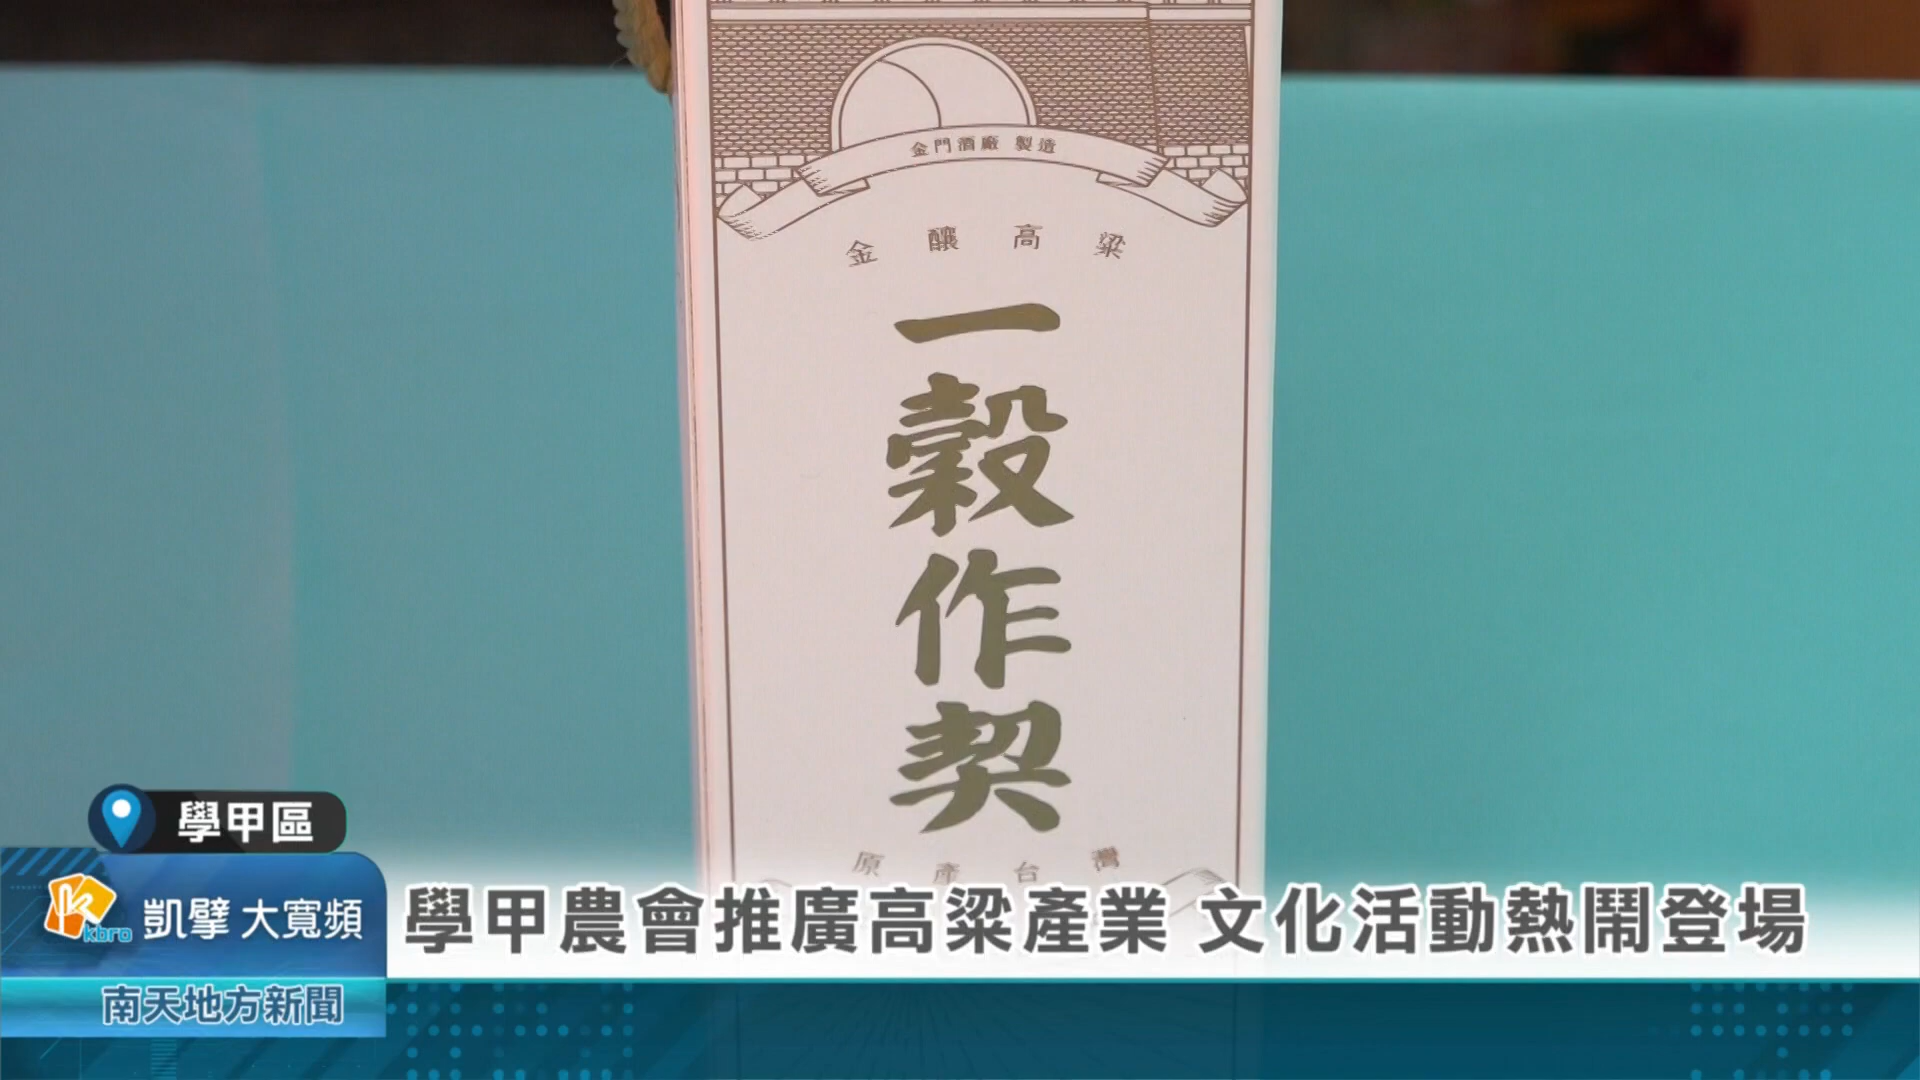 金門酒廠 製造
金釀高粱
一穀作契
原產台灣
學甲區
kbro 凱擘大寬頻
學甲農會推廣高粱產業 文化活動熱鬧登場
南天地方新聞